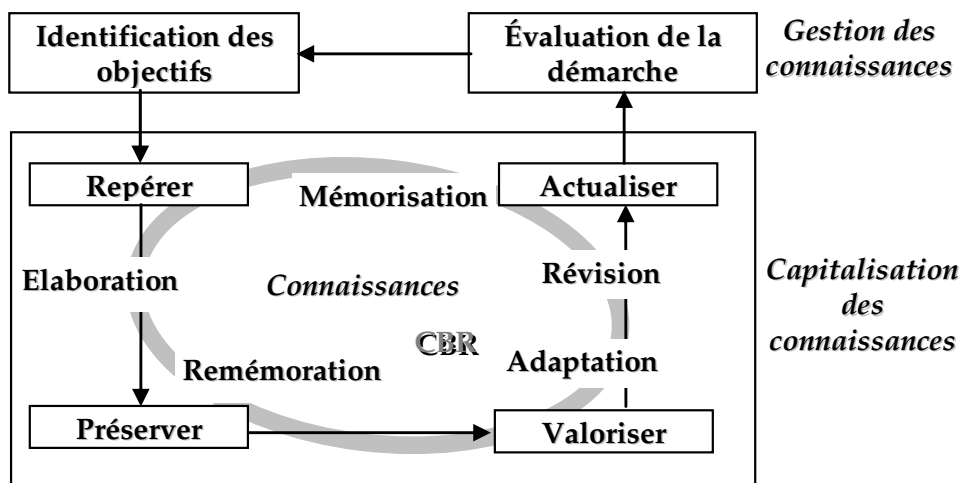 Identification des
objectifs
Évaluation de la
démarche
Gestion des
connaissances
Repérer
Mémorisation
Actualiser
Elaboration
Connaissances
Révision
Capitalisation
des
connaissances
CBR
Remémoration
Adaptation
Préserver
Valoriser